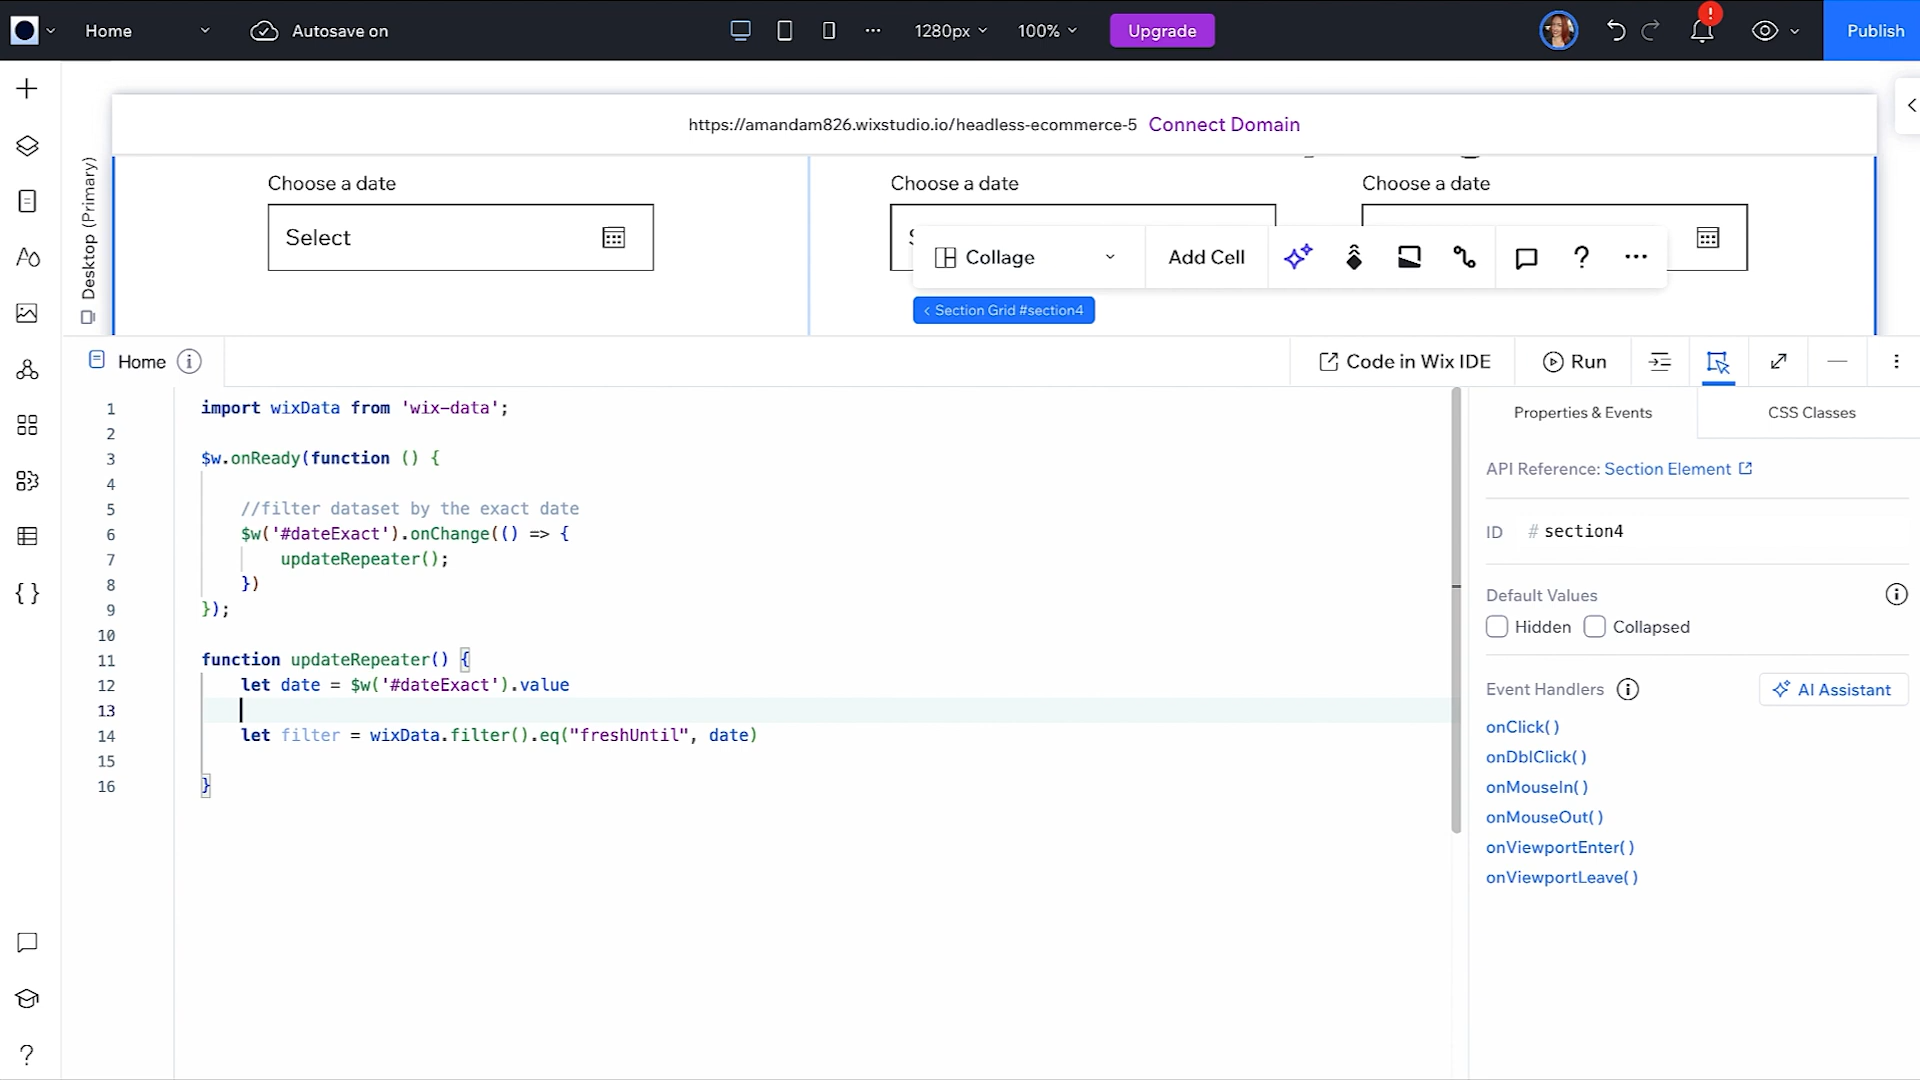 Home
Autosave on
1280px
100%
Upgrade
!
Publish
https://amandam826.wixstudio.io/headless-ecommerce-5 Connect Domain
Desktop (Primary)
Choose a date
Choose a date
Choose a date
Select
Collage
Add Cell
?
< Section Grid #section4
Home
Code in Wix IDE
Run
1 import wixData from 'wix-data';
2
3 $w.onReady(function () {
4
5 //filter dataset by the exact date
6 $w('#dateExact').onChange(() => {
7 updateRepeater();
8 })
9 });
10
11 function updateRepeater() {
12 let date = $w('#dateExact').value
13
14 let filter = wixData.filter().eq("freshUntil", date)
15
16 }
Properties & Events
CSS Classes
API Reference: Section Element
ID # section4
Default Values
Hidden
Collapsed
Event Handlers
AI Assistant
onClick( )
onDblClick( )
onMouseIn( )
onMouseOut( )
onViewportEnter( )
onViewportLeave( )
{ }
?